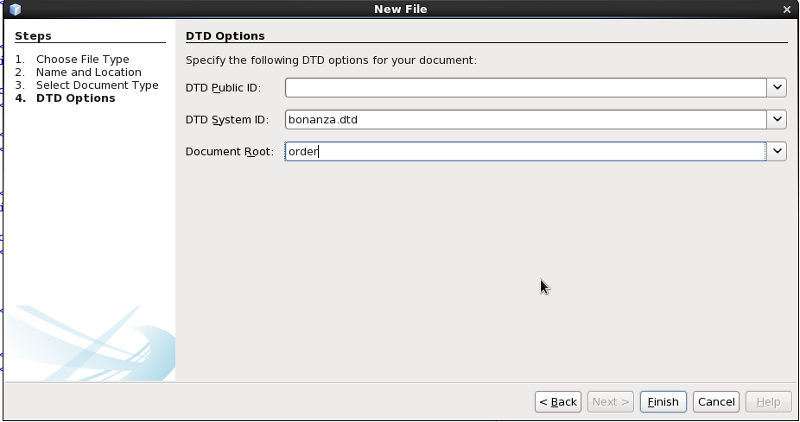 New File
Steps
1. Choose File Type
2. Name and Location
3. Select Document Type
4. DTD Options
DTD Options
Specify the following DTD options for your document:
DTD Public ID:
DTD System ID: bonanza.dtd
Document Root: order
< Back Next > Finish Cancel Help